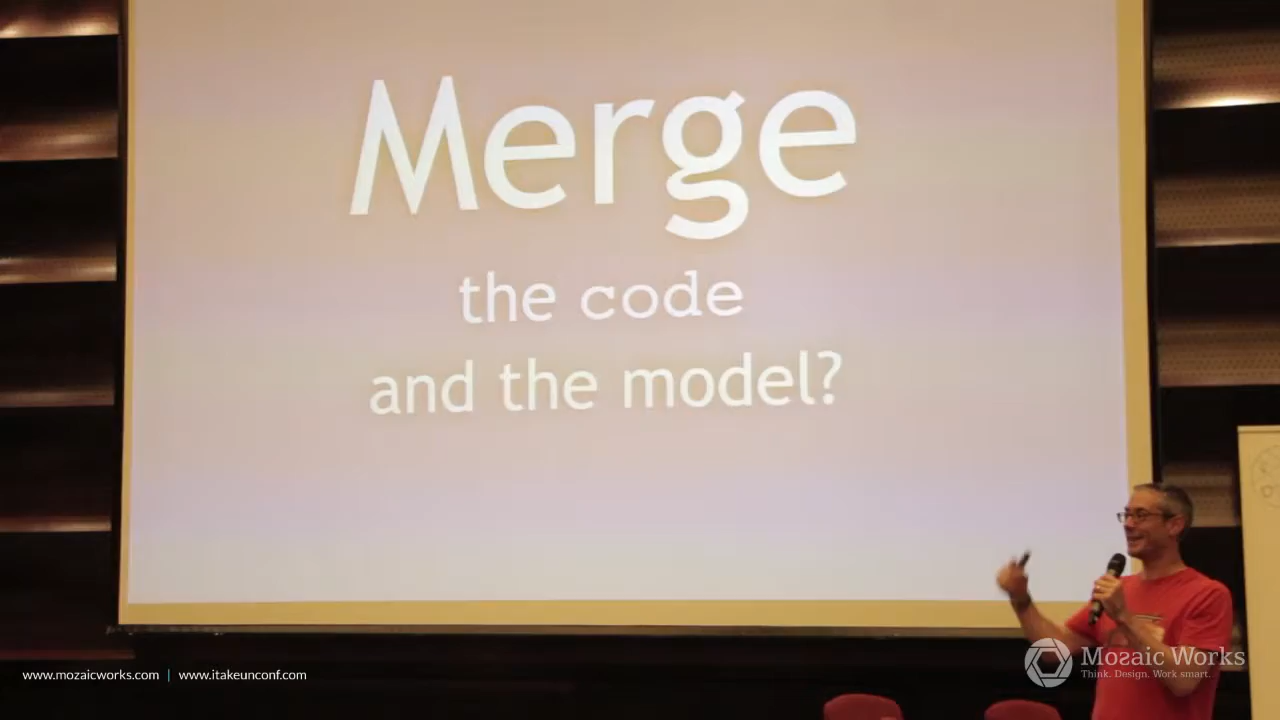 Merge
the code
and the model?
www.mozaicworks.com | www.itakeunconf.com
Mozaic Works
Think. Design. Work smart.